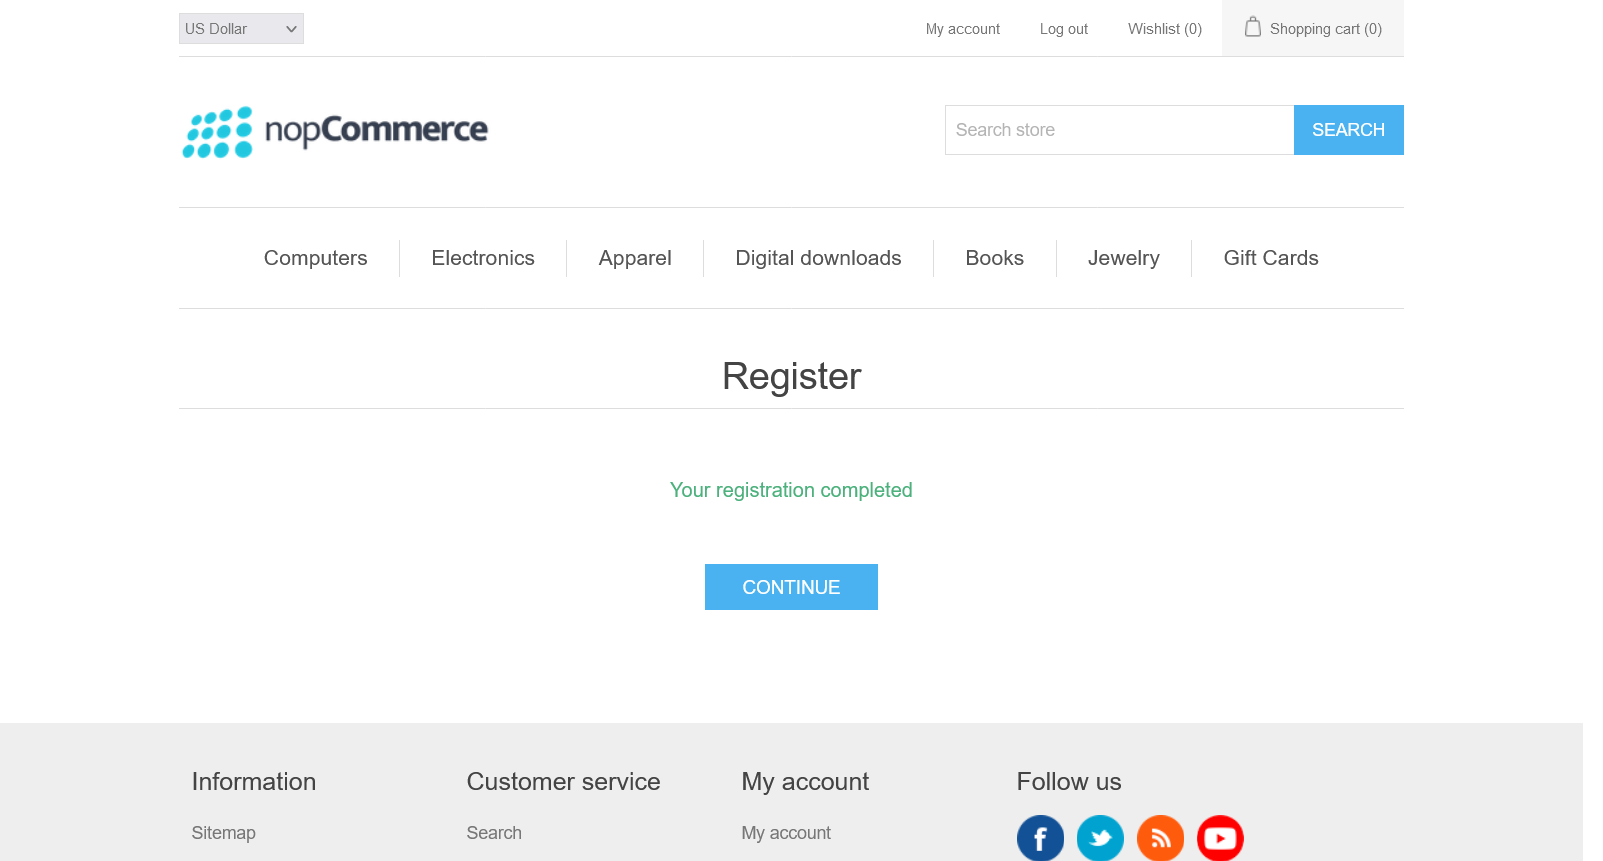 US Dollar
My account
Log out
Wishlist (0)
Shopping cart (0)
nopCommerce
Search store
SEARCH
Computers
Electronics
Apparel
Digital downloads
Books
Jewelry
Gift Cards
Register
Your registration completed
CONTINUE
Information
Customer service
My account
Follow us
Sitemap
Search
My account